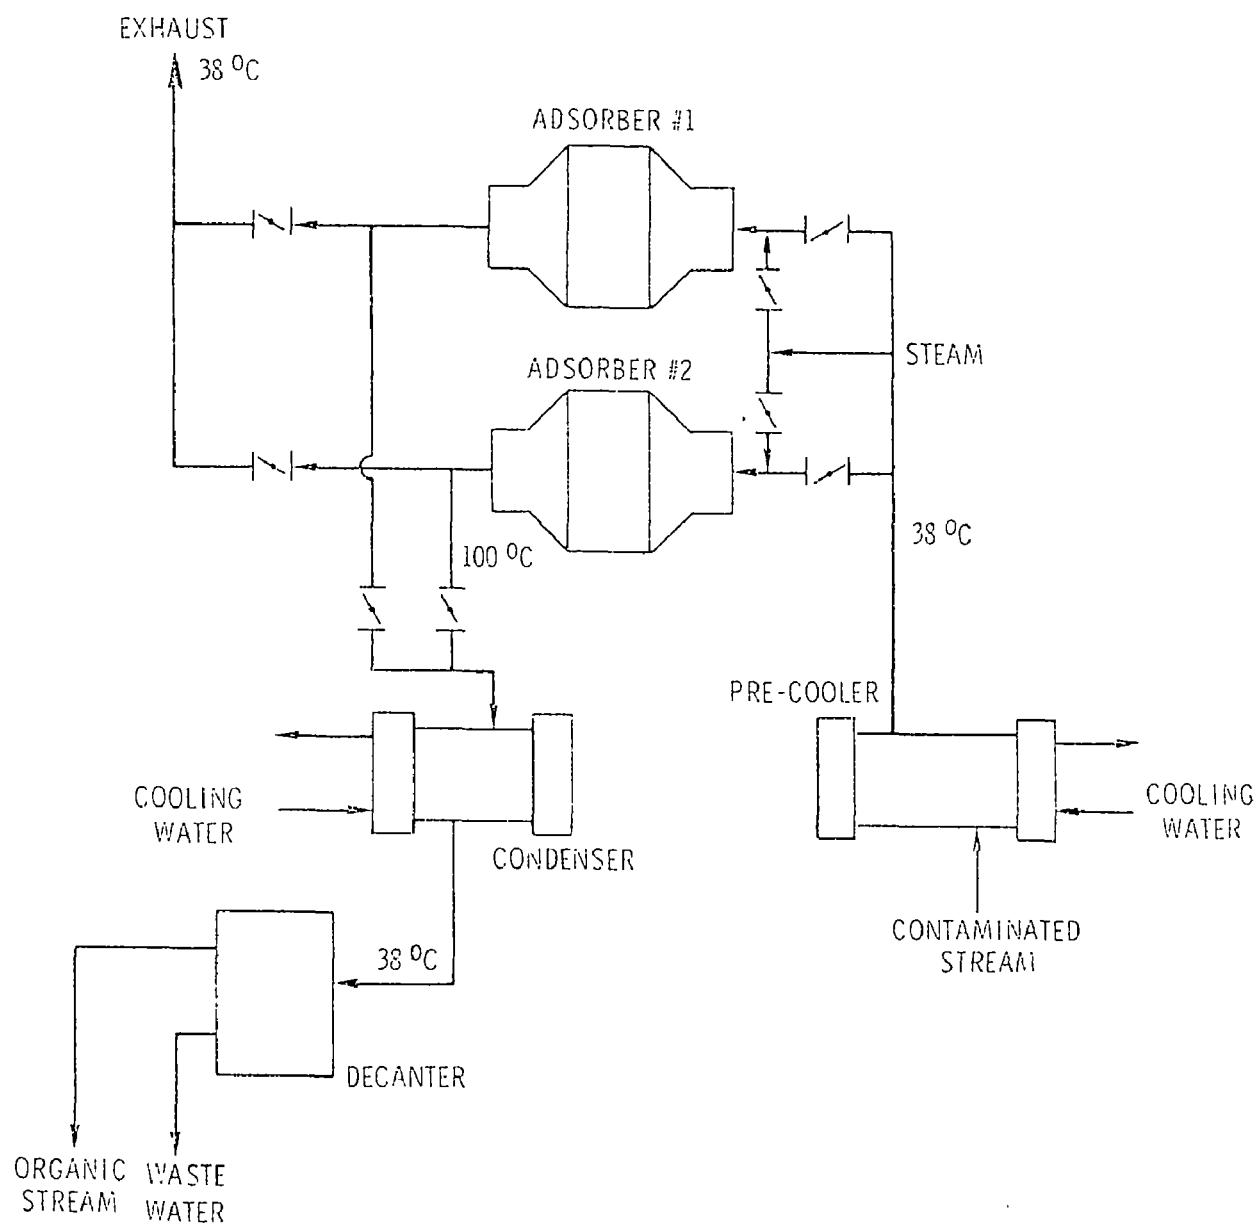 EXHAUST
38 °C
ADSORBER #1
STEAM
ADSORBER #2
38 °C
100 °C
PRE-COOLER
COOLING
WATER
CONDENSER
COOLING
WATER
CONTAMINATED
STREAM
38 °C
DECANTER
ORGANIC
STREAM
WASTE
WATER